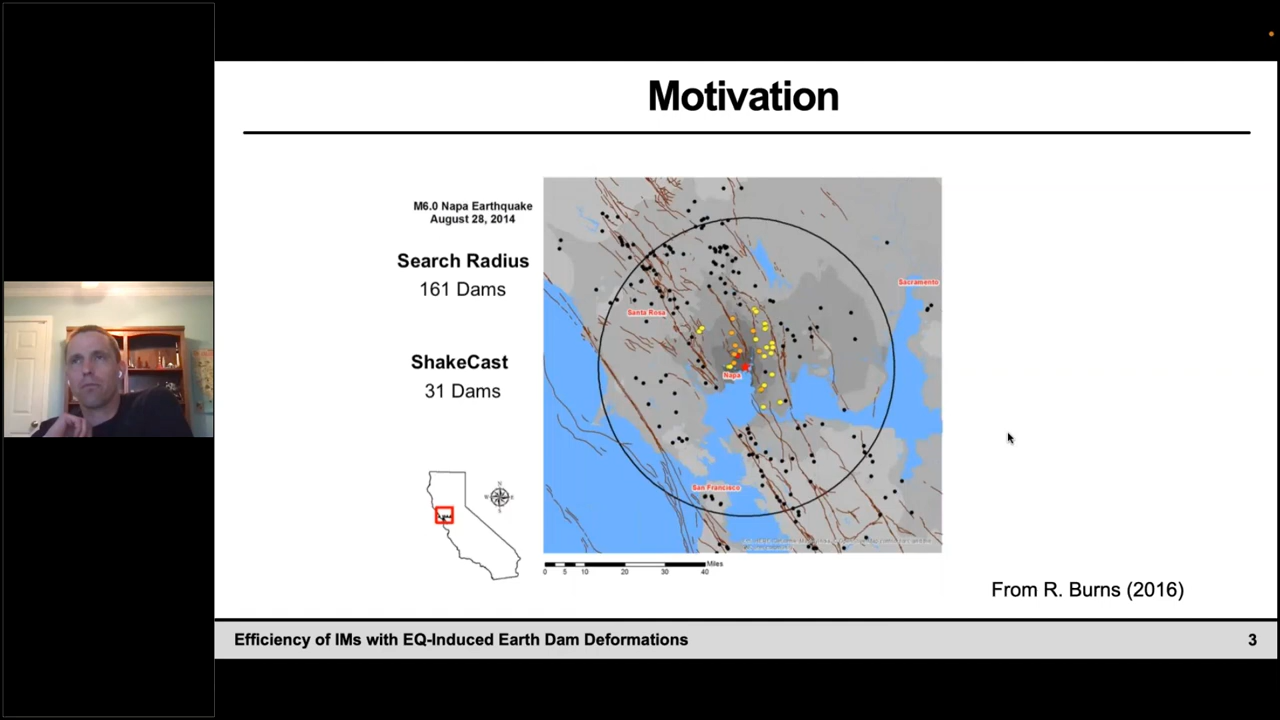 Motivation
M6.0 Napa Earthquake
August 28, 2014
Search Radius
161 Dams
ShakeCast
31 Dams
Sacramento
Santa Rosa
Napa
San Francisco
N
W
E
S
Miles
0 5 10 20 30 40
From R. Burns (2016)
Efficiency of IMs with EQ-Induced Earth Dam Deformations
3